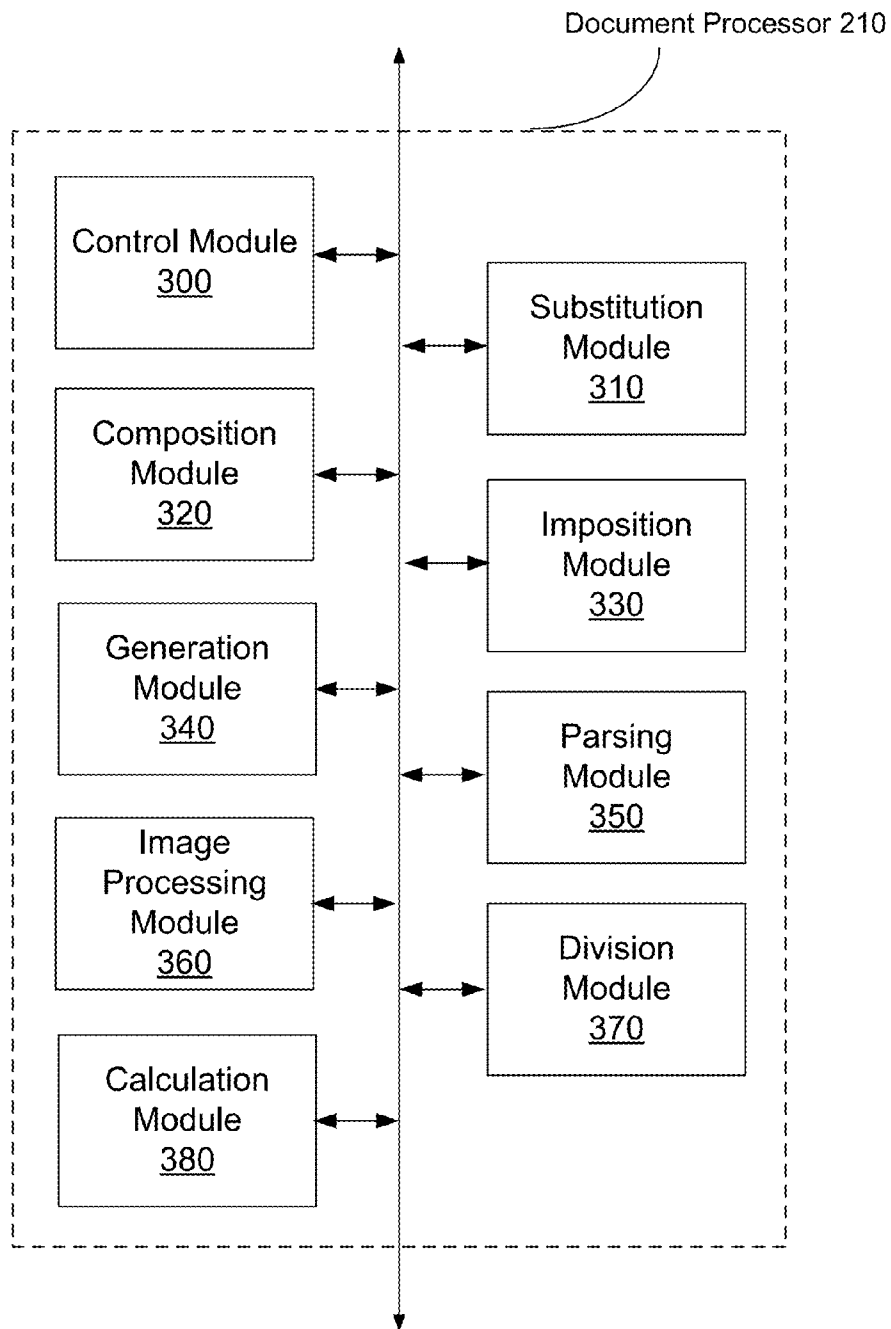 Document Processor 210
Control Module
300
Substitution
Module
310
Composition
Module
320
Imposition
Module
330
Generation
Module
340
Parsing
Module
350
Image
Processing
Module
360
Division
Module
370
Calculation
Module
380